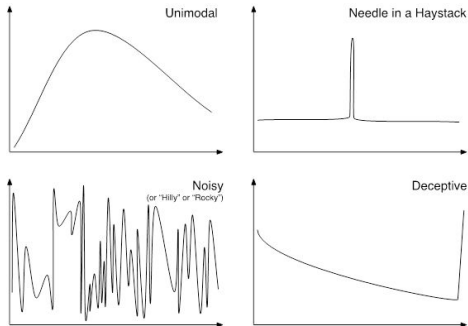 Unimodal
Needle in a Haystack
Noisy
(or "Hilly" or "Rocky")
Deceptive